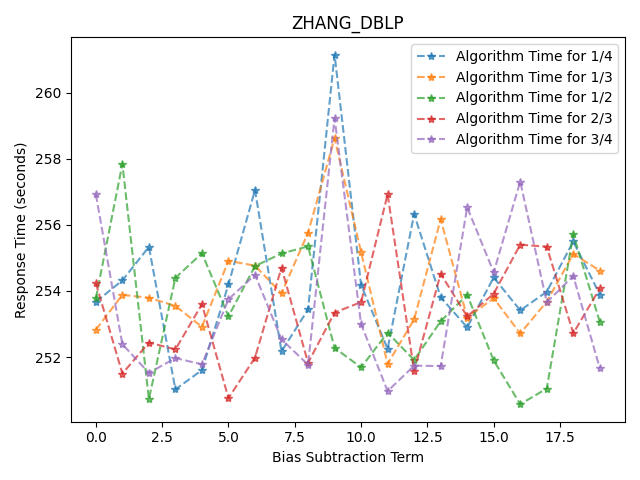 ZHANG_DBLP
Response Time (seconds)
260
258
256
254
252
0.0 2.5 5.0 7.5 10.0 12.5 15.0 17.5
Bias Subtraction Term
Algorithm Time for 1/4
Algorithm Time for 1/3
Algorithm Time for 1/2
Algorithm Time for 2/3
Algorithm Time for 3/4